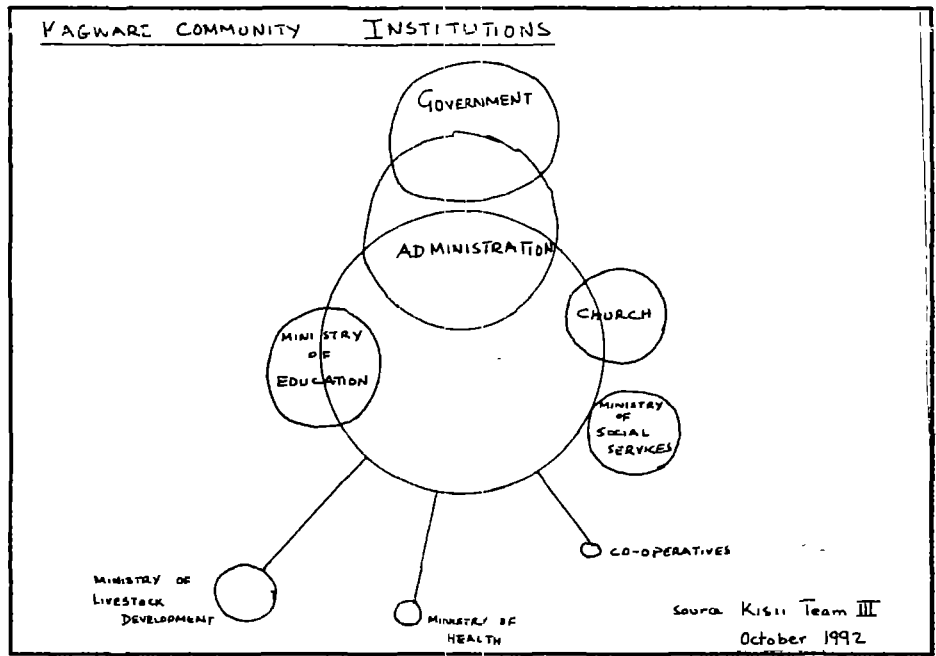 KAGWARI COMMUNITY INSTITUTIONS
GOVERNMENT
ADMINISTRATION
CHURCH
MINISTRY
OF
EDUCATION
MINISTRY
OF
SOCIAL
SERVICES
CO-OPERATIVES
MINISTRY OF
LIVESTOCK
DEVELOPMENT
MINISTRY OF
HEALTH
Source KISII Team III
October 1992